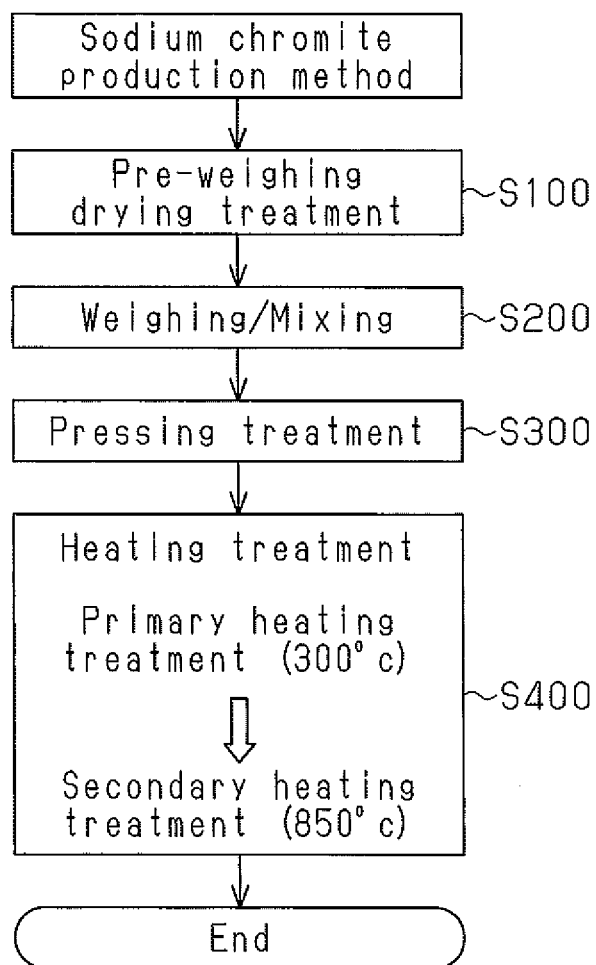 Sodium chromite
production method
Pre-weighing
drying treatment
S100
Weighing/Mixing
S200
Pressing treatment
S300
Heating treatment
Primary heating
treatment (300°c)
S400
Secondary heating
treatment (850°c)
End